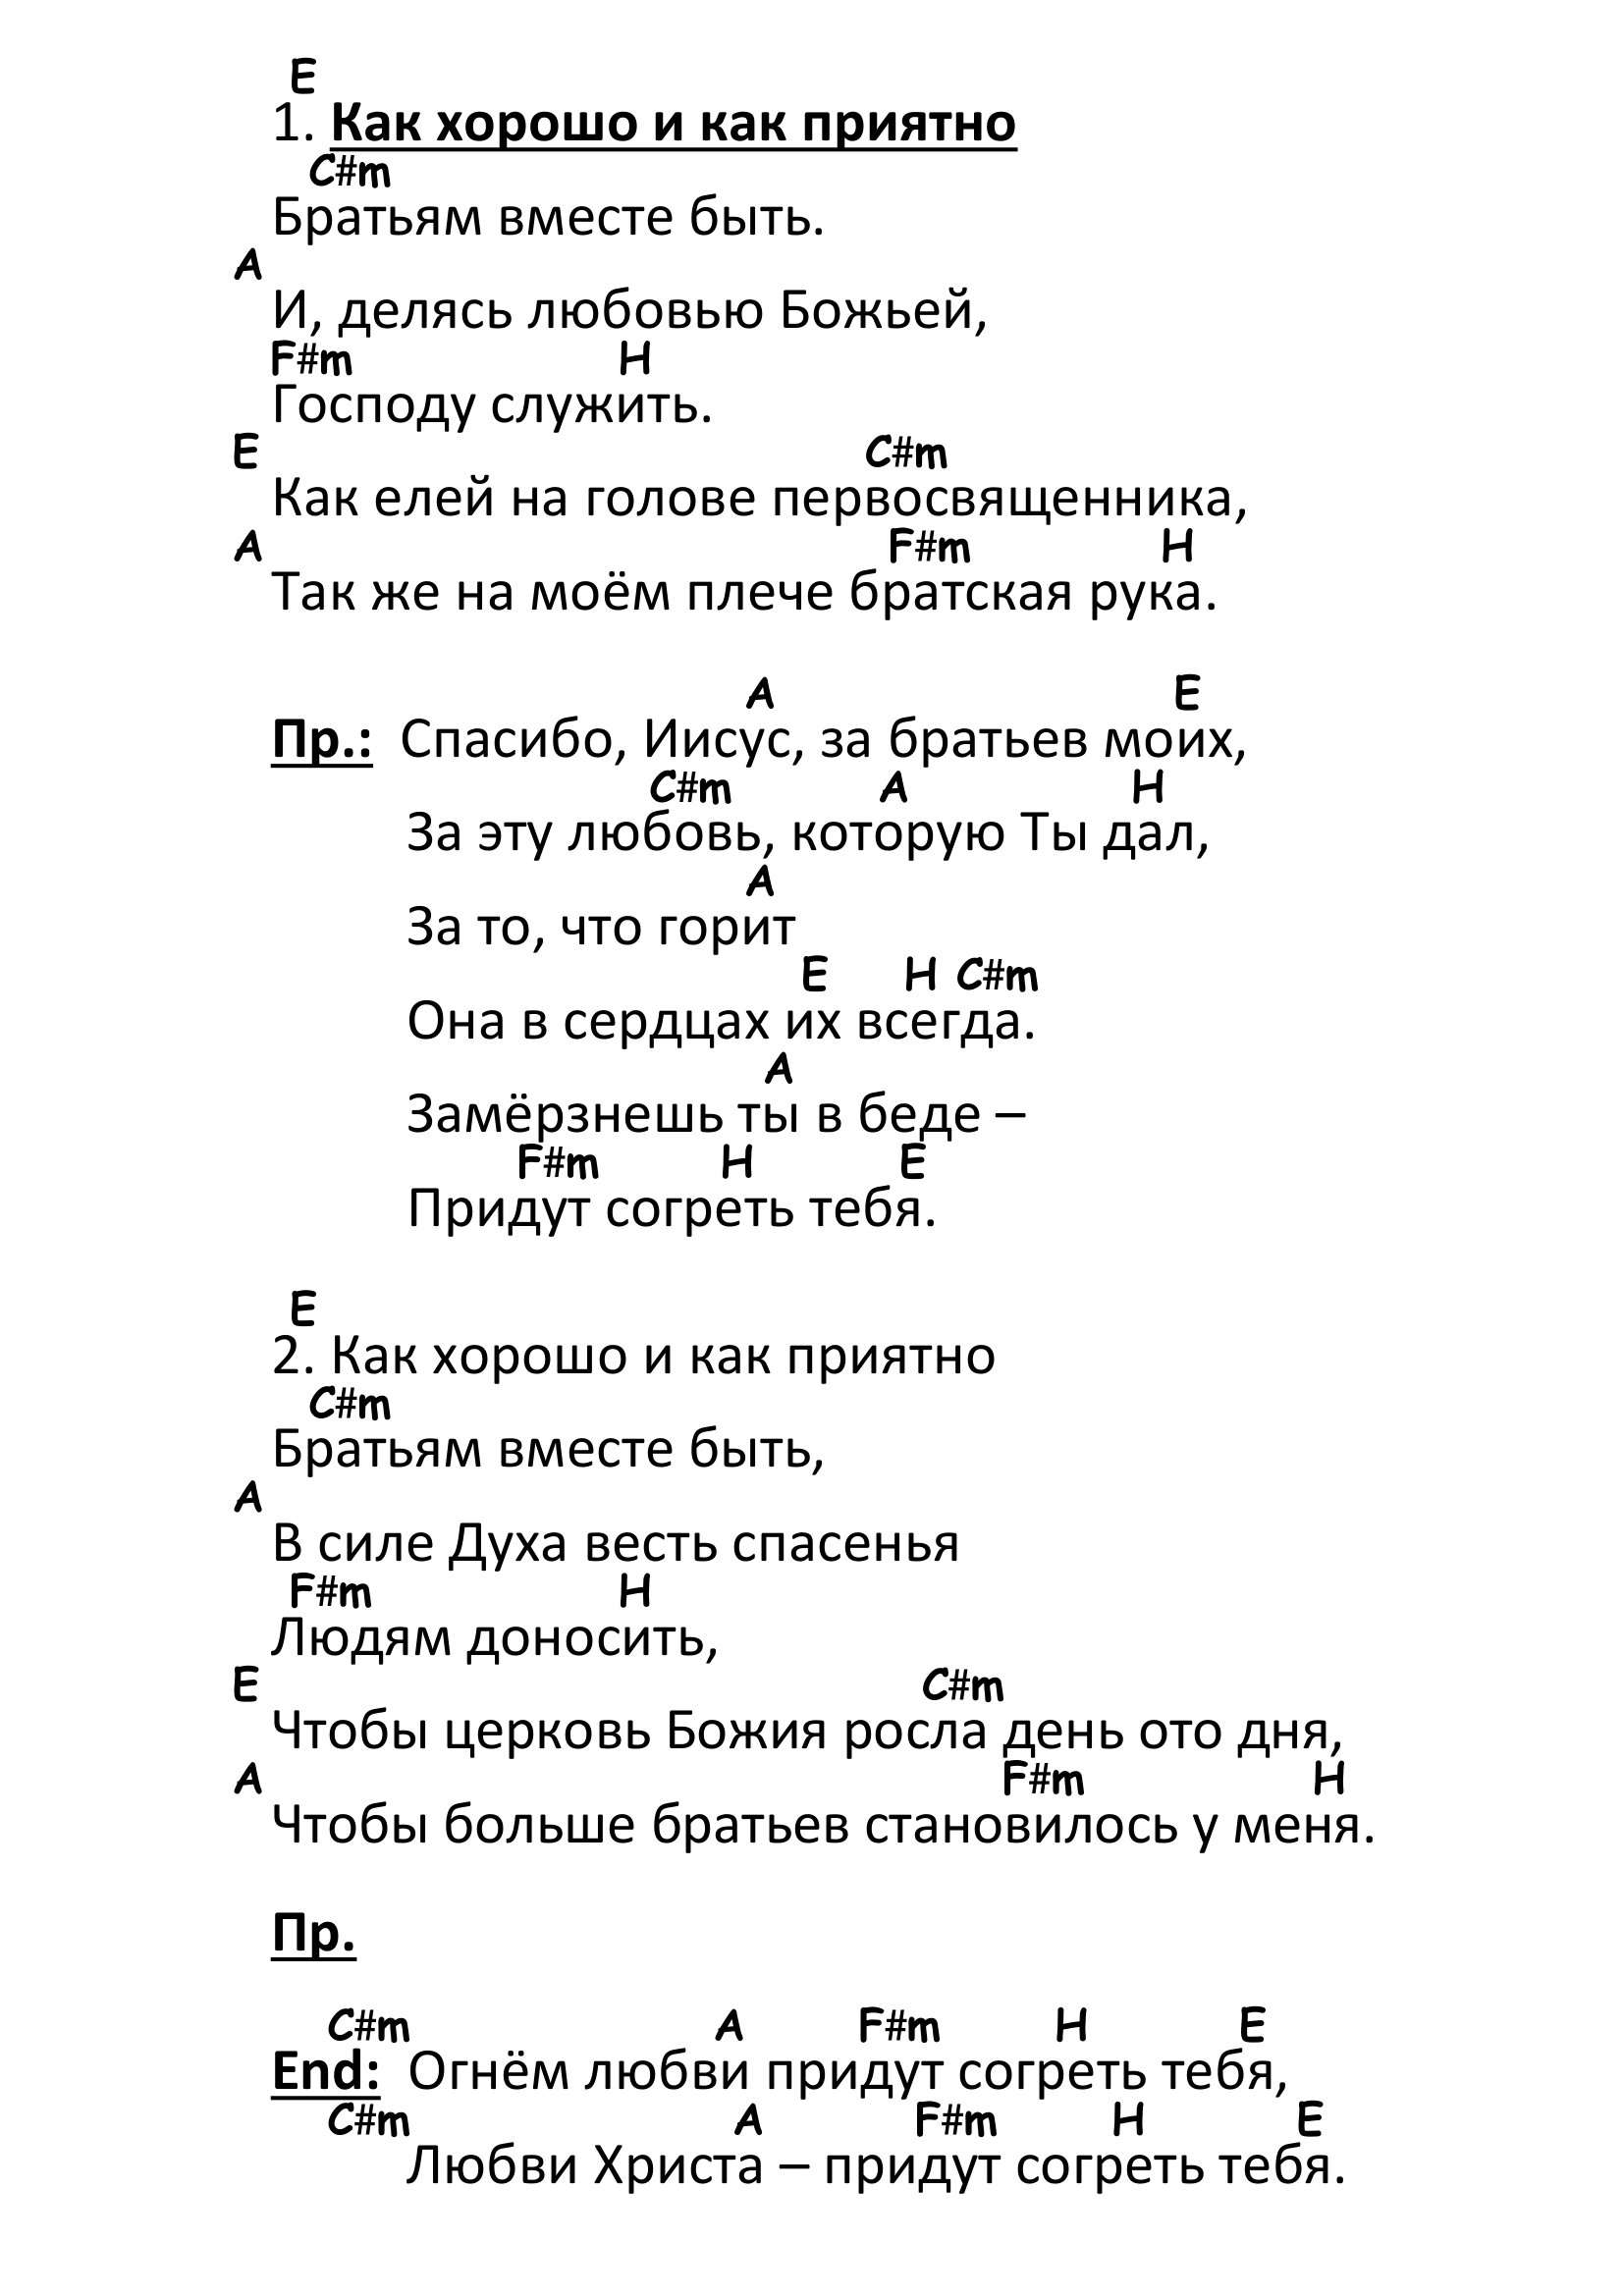 E
1. Как хорошо и как приятно
C#m
Братьям вместе быть.
A
И, делясь любовью Божьей,
F#m H
Господу служить.
E C#m
Как елей на голове первосвященника,
A F#m H
Так же на моём плече братская рука.
A E
Пр.: Спасибо, Иисус, за братьев моих,
C#m A H
За эту любовь, которую Ты дал,
A
За то, что горит
E H C#m
Она в сердцах их всегда.
A
Замёрзнешь ты в беде –
F#m H E
Придут согреть тебя.
E
2. Как хорошо и как приятно
C#m
Братьям вместе быть,
A
В силе Духа весть спасенья
F#m H
Людям доносить,
E C#m
Чтобы церковь Божия росла день ото дня,
A F#m H
Чтобы больше братьев становилось у меня.
Пр.
C#m A F#m H E
End: Огнём любви придут согреть тебя,
C#m A F#m H E
Любви Христа – придут согреть тебя.